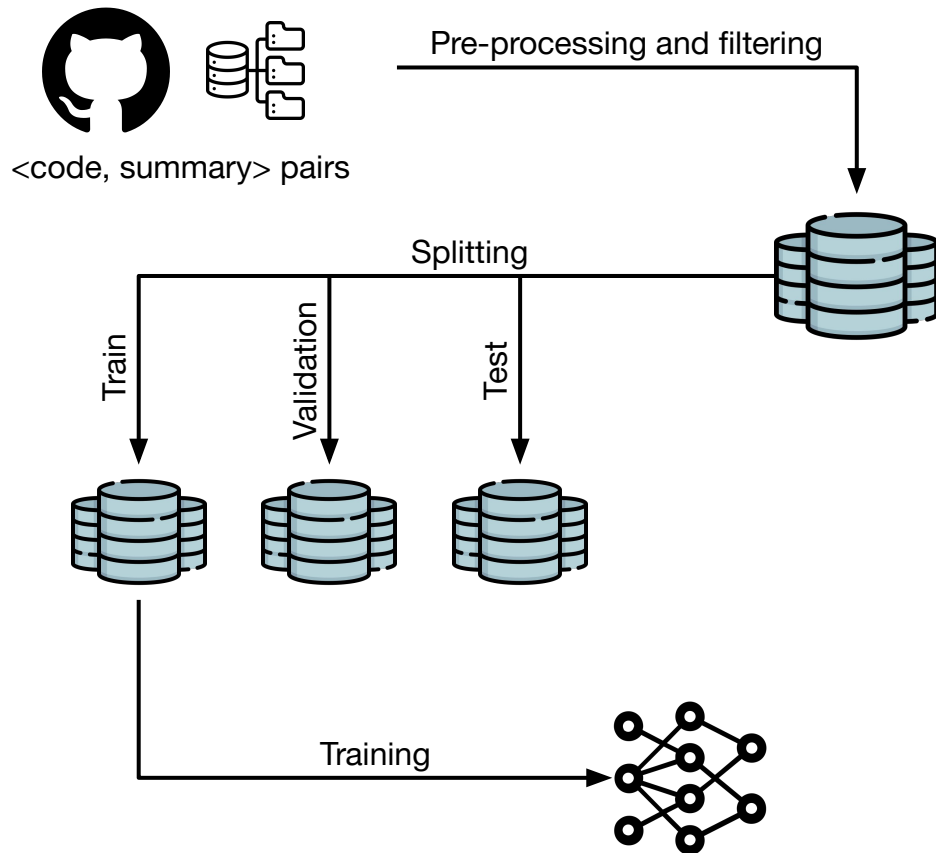 Pre-processing and filtering
<code, summary> pairs
Splitting
Train
Validation
Test
Training